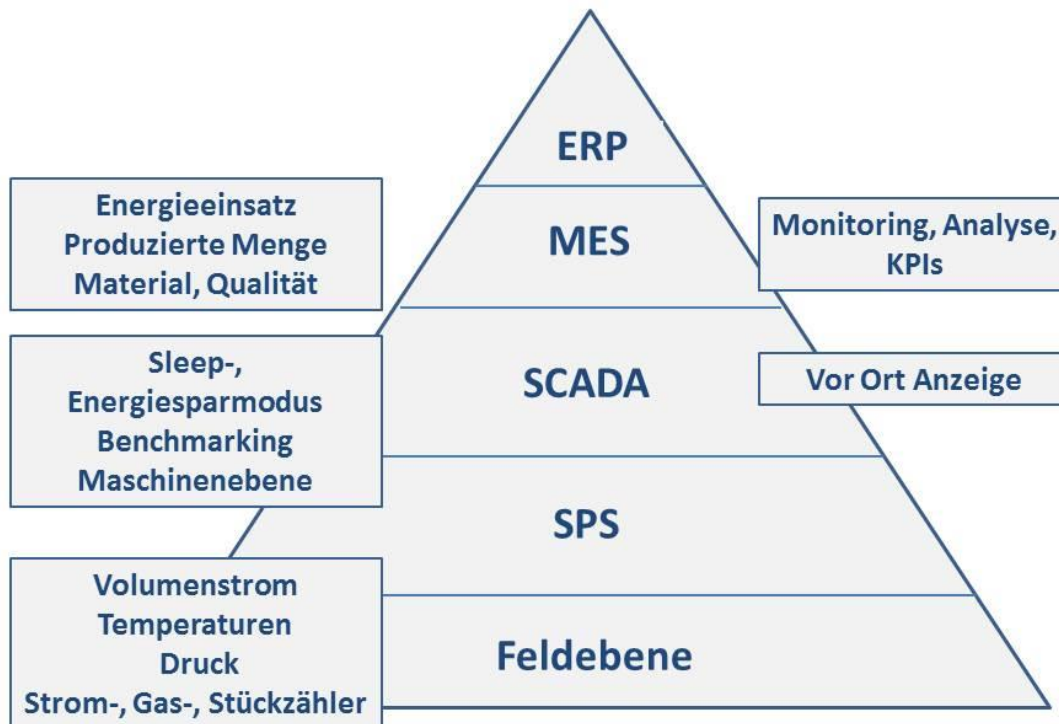 ERP
Energieeinsatz
Produzierte Menge
Material, Qualität
MES
Monitoring, Analyse,
KPIs
Sleep-,
Energiesparmodus
Benchmarking
Maschinenebene
SCADA
Vor Ort Anzeige
SPS
Volumenstrom
Temperaturen
Druck
Strom-, Gas-, Stückzähler
Feldebene